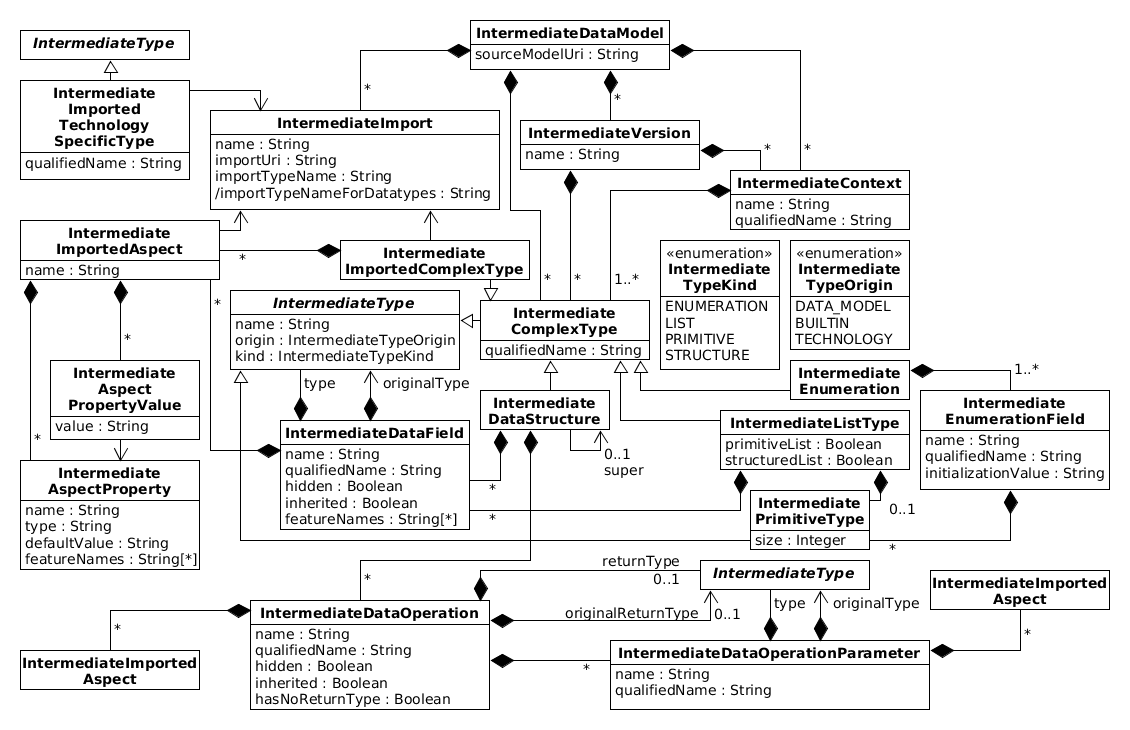 IntermediateType
Intermediate
Imported
Technology
SpecificType
qualifiedName : String
IntermediateDataModel
sourceModelUri : String
*
*
*
IntermediateImport
name : String
importUri : String
importTypeName : String
/importTypeNameForDatatypes : String
IntermediateVersion
name : String
*
IntermediateContext
name : String
qualifiedName : String
Intermediate
ImportedAspect
name : String
*
Intermediate
ImportedComplexType
*
*
1..*
«enumeration»
Intermediate
TypeKind
ENUMERATION
LIST
PRIMITIVE
STRUCTURE
«enumeration»
Intermediate
TypeOrigin
DATA_MODEL
BUILTIN
TECHNOLOGY
*
IntermediateType
name : String
origin : IntermediateTypeOrigin
kind : IntermediateTypeKind
Intermediate
ComplexType
qualifiedName : String
*
Intermediate
Aspect
PropertyValue
value : String
type
originalType
Intermediate
DataStructure
0..1
super
Intermediate
Enumeration
1..*
Intermediate
EnumerationField
name : String
qualifiedName : String
initializationValue : String
IntermediateListType
primitiveList : Boolean
structuredList : Boolean
*
Intermediate
AspectProperty
name : String
type : String
defaultValue : String
featureNames : String[*]
IntermediateDataField
name : String
qualifiedName : String
hidden : Boolean
inherited : Boolean
featureNames : String[*]
*
*
Intermediate
PrimitiveType
size : Integer
0..1
*
*
returnType
0..1
IntermediateType
originalReturnType
0..1
type
originalType
IntermediateImported
Aspect
*
IntermediateDataOperation
name : String
qualifiedName : String
hidden : Boolean
inherited : Boolean
hasNoReturnType : Boolean
*
IntermediateImported
Aspect
*
IntermediateDataOperationParameter
name : String
qualifiedName : String